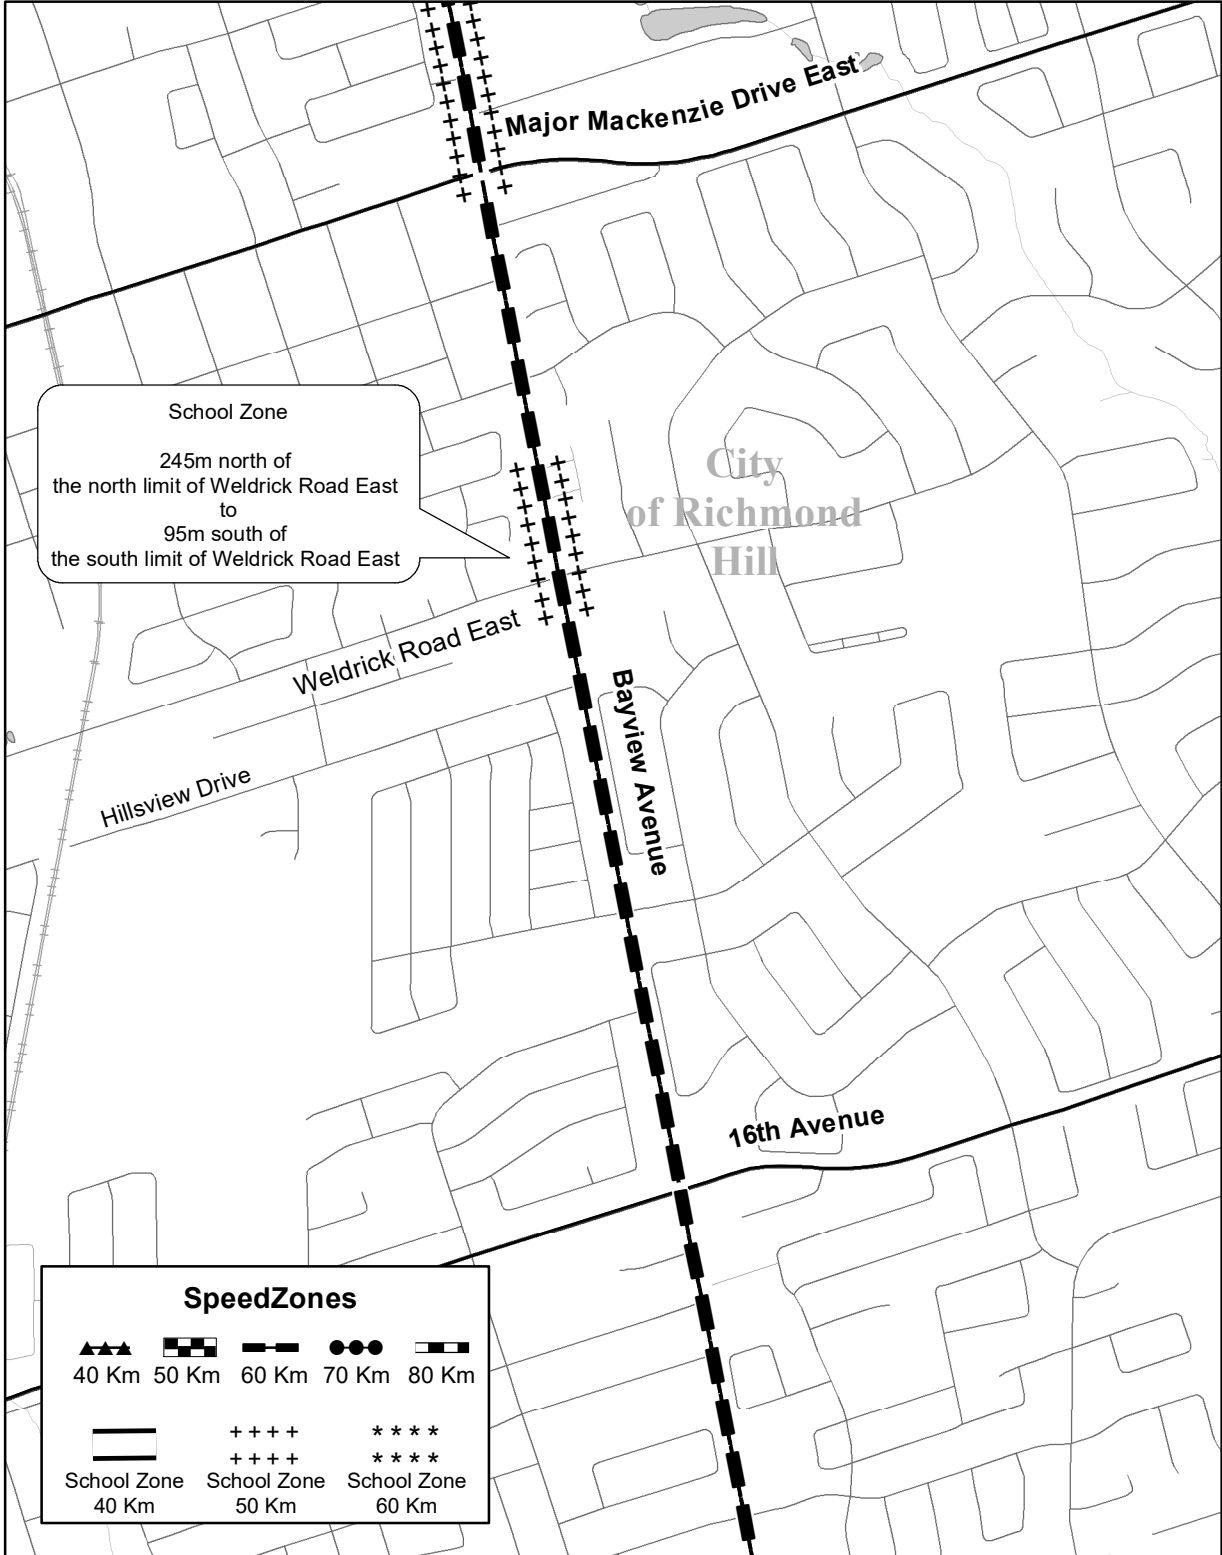 Major Mackenzie Drive East
School Zone
245m north of
the north limit of Weldrick Road East
to
95m south of
the south limit of Weldrick Road East
City
of Richmond
Hill
Weldrick Road East
Bayview Avenue
Hillsview Drive
16th Avenue
SpeedZones
40 Km 50 Km 60 Km 70 Km 80 Km
School Zone School Zone School Zone
40 Km 50 Km 60 Km